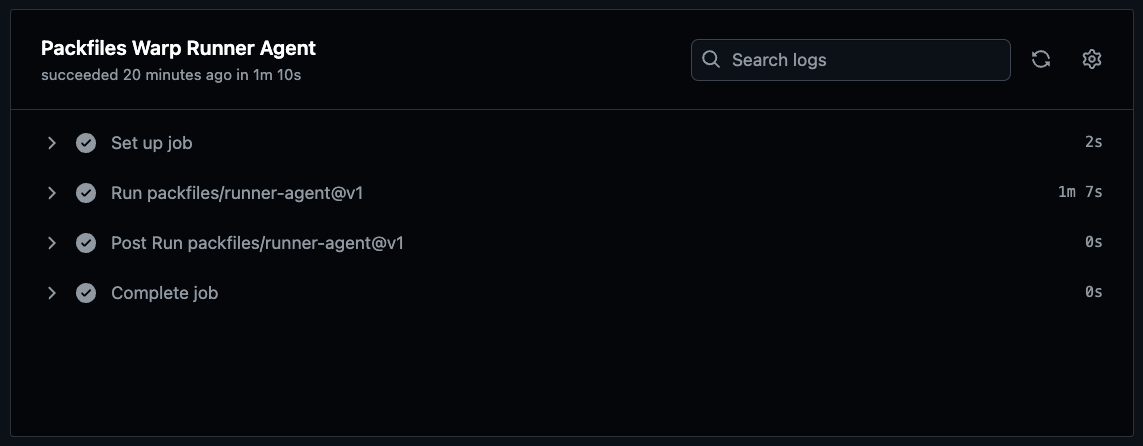 Packfiles Warp Runner Agent
succeeded 20 minutes ago in 1m 10s
Search logs
Set up job 2s
Run packfiles/runner-agent@v1 1m 7s
Post Run packfiles/runner-agent@v1 0s
Complete job 0s